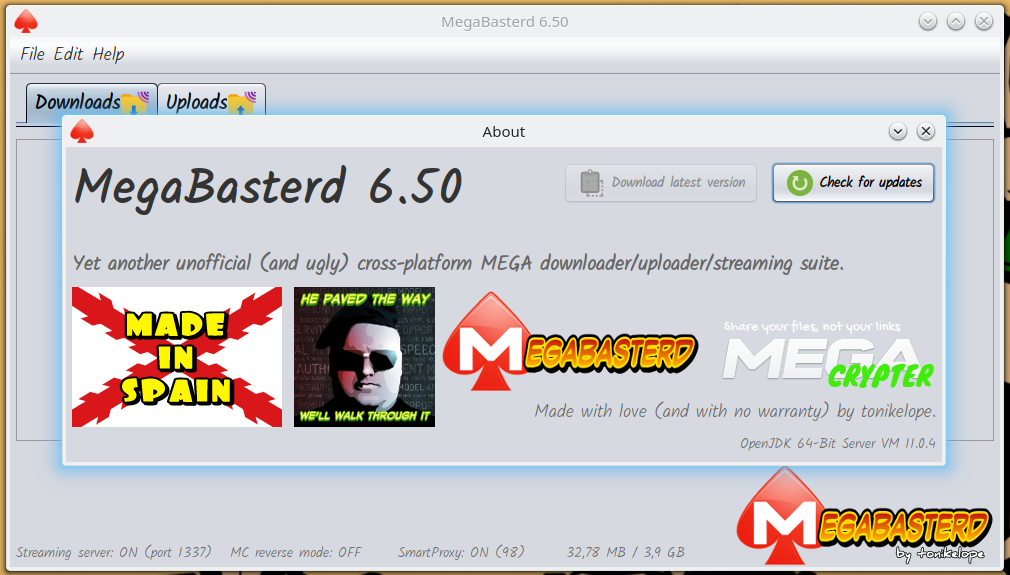 MegaBasterd 6.50
File Edit Help
Downloads Uploads
About
MegaBasterd 6.50
Download latest version
Check for updates
Yet another unofficial (and ugly) cross-platform MEGA downloader/uploader/streaming suite.
MADE
IN
SPAIN
HE PAVED THE WAY
WE'LL WALK THROUGH IT
MEGABASTERD
Share your files, not your links
MEGA
CRYPTER
Made with love (and with no warranty) by tonikelope.
OpenJDK 64-Bit Server VM 11.0.4
MEGABASTERD
by tonikelope
Streaming server: ON (port 1337) MC reverse mode: OFF SmartProxy: ON (98) 32,78 MB / 3,9 GB